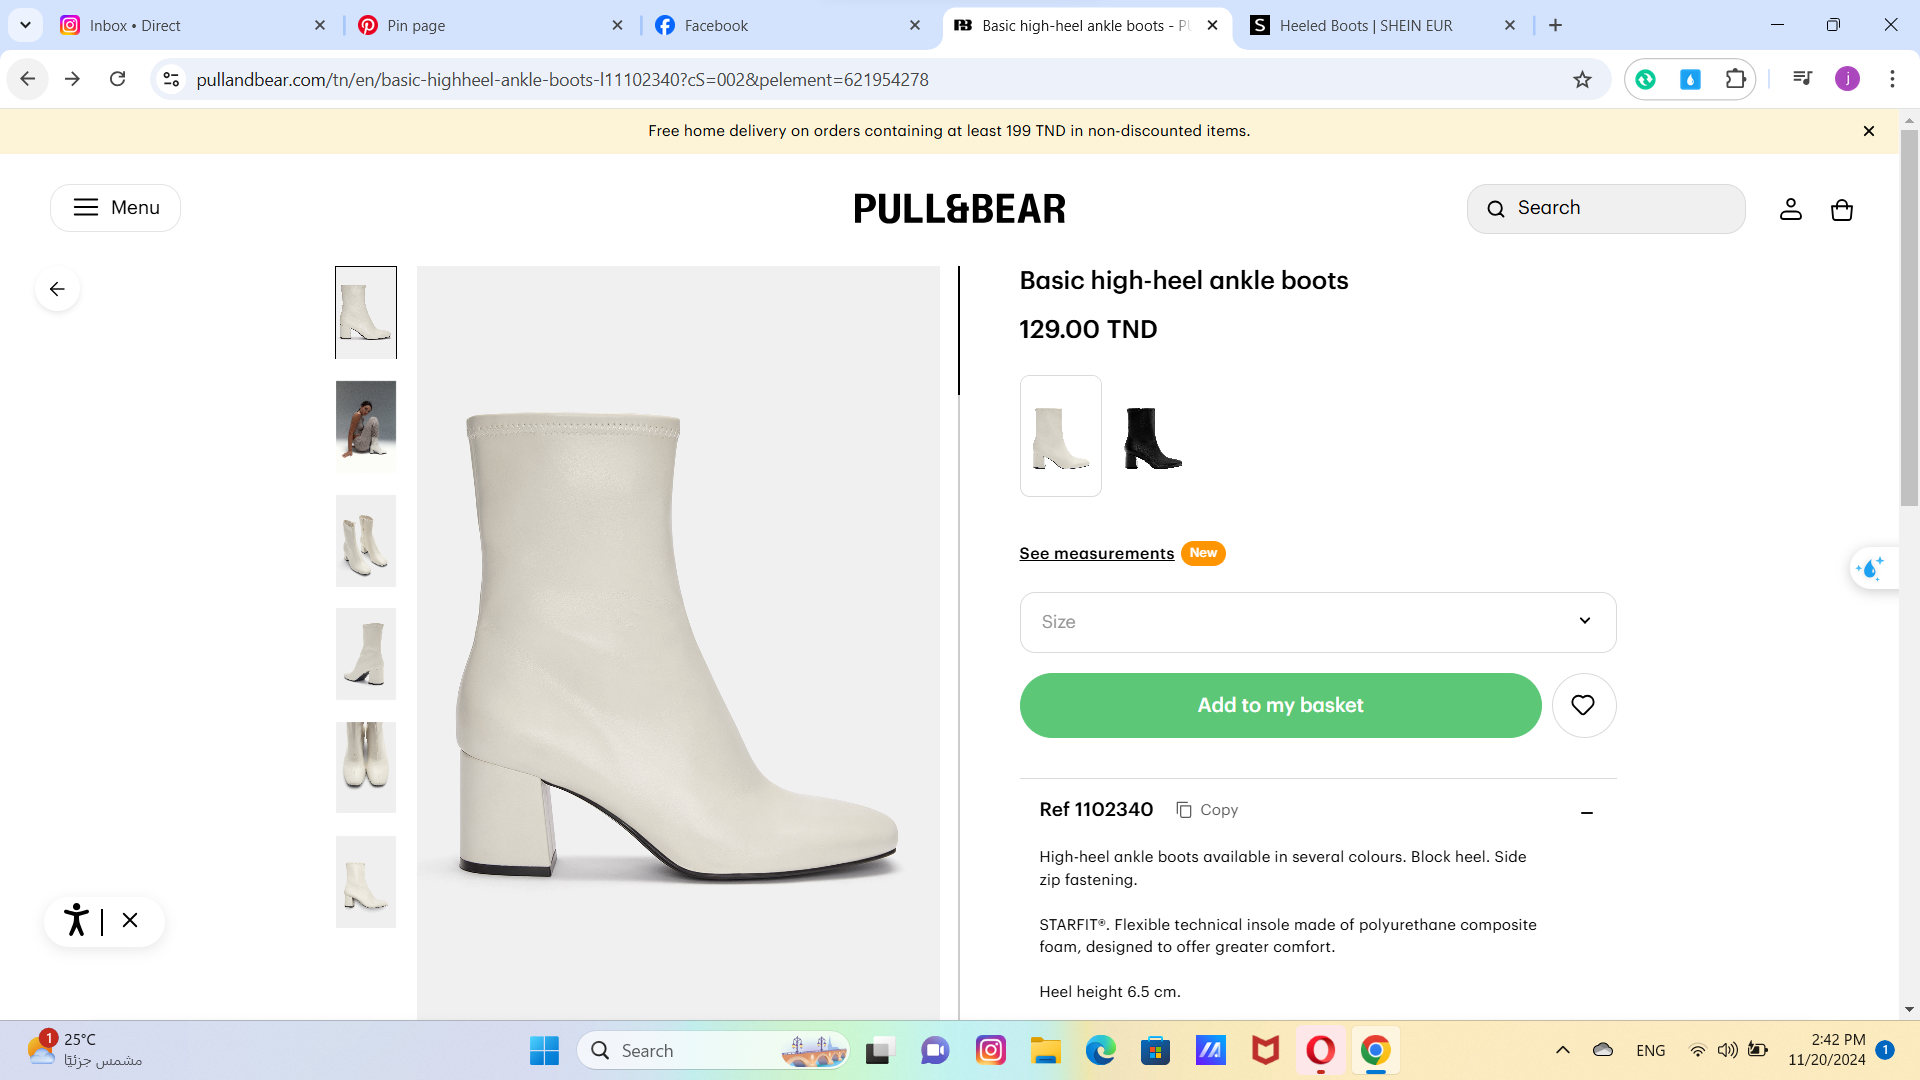 Inbox • Direct
Pin page
Facebook
Basic high-heel ankle boots - PU
Heeled Boots | SHEIN EUR
pullandbear.com/tn/en/basic-highheel-ankle-boots-l11102340?cS=002&pelement=621954278
j
Free home delivery on orders containing at least 199 TND in non-discounted items.
Menu
PULL&BEAR
Search
Basic high-heel ankle boots
129.00 TND
See measurements New
Size
Add to my basket
Ref 1102340 Copy
High-heel ankle boots available in several colours. Block heel. Side
zip fastening.
STARFIT®. Flexible technical insole made of polyurethane composite
foam, designed to offer greater comfort.
Heel height 6.5 cm.
1
25°C
مشمس جزئيًا
Search
ENG
2:42 PM
11/20/2024
1